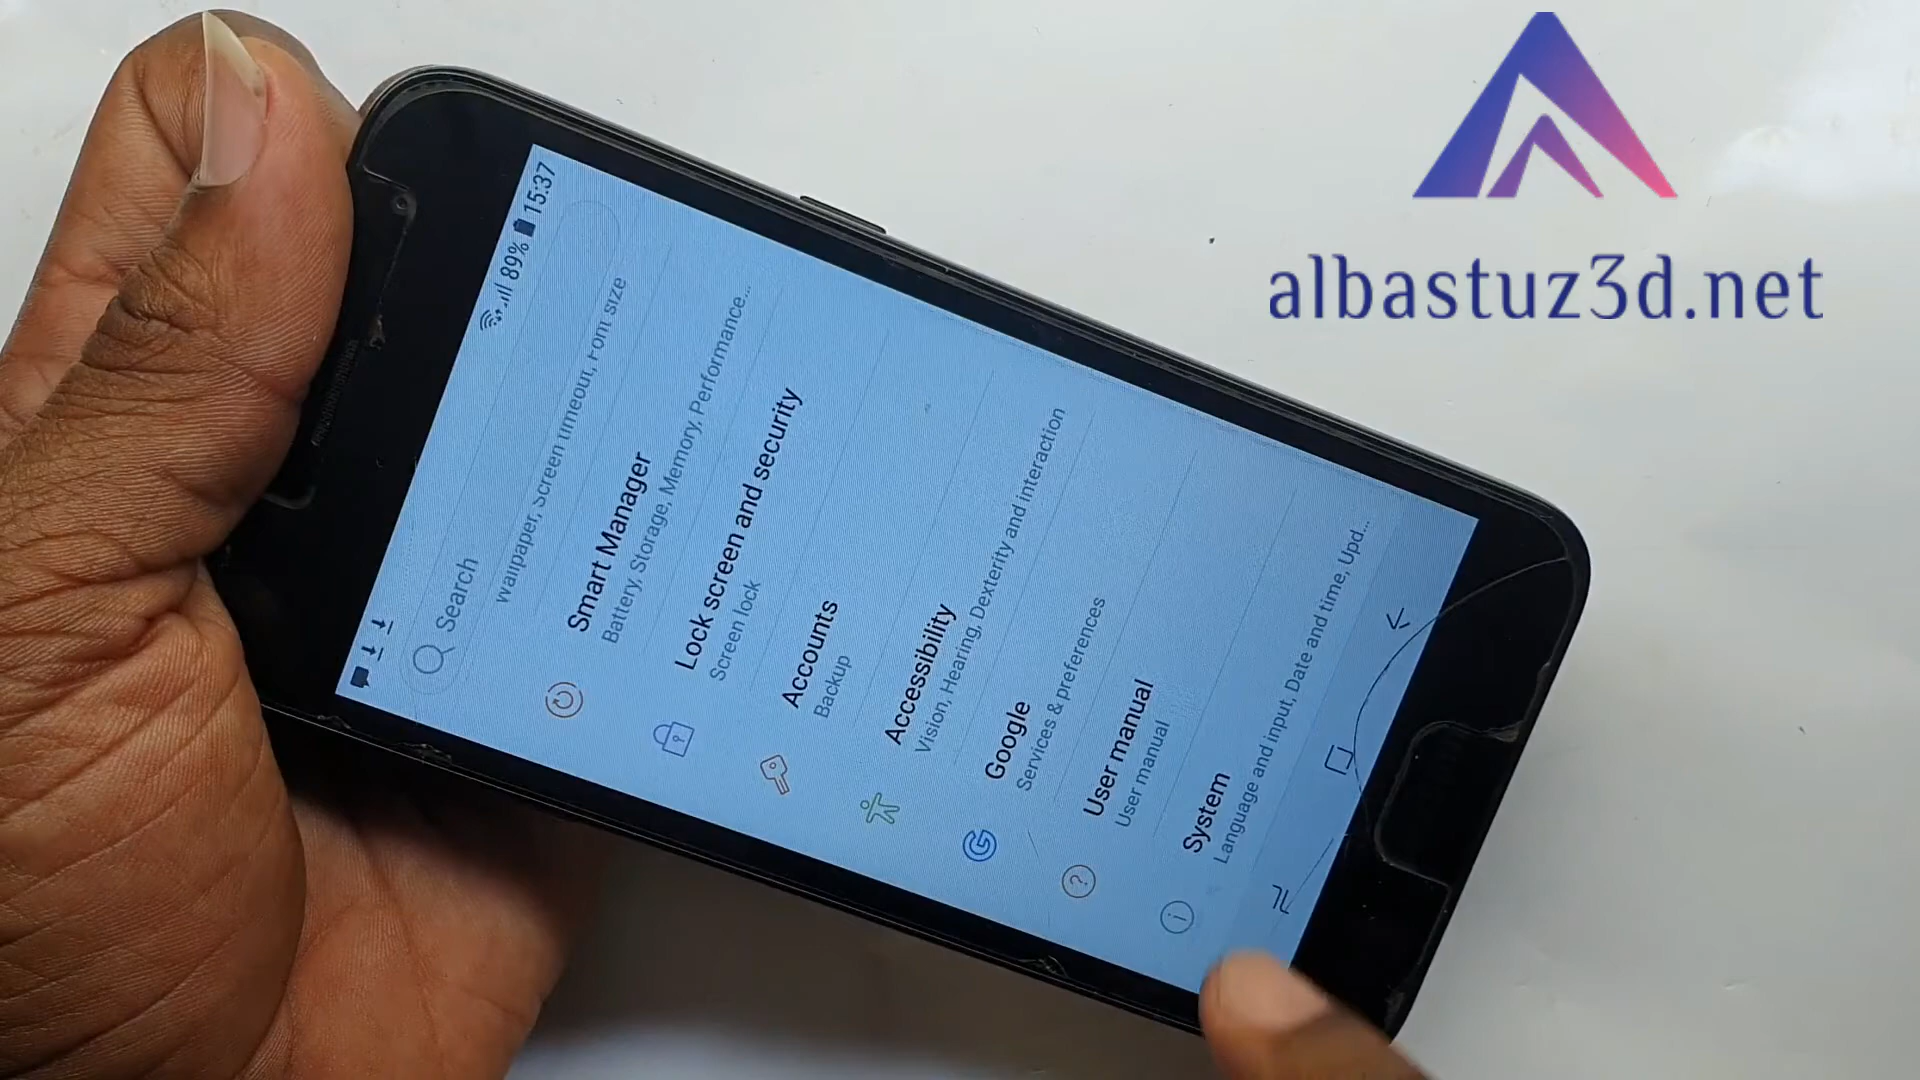 albastuz3d.net
89% 15:37
Search
Wallpaper, Screen timeout, Font size
Smart Manager
Battery, Storage, Memory, Performance...
Lock screen and security
Screen lock
Accounts
Backup
Accessibility
Vision, Hearing, Dexterity and interaction
Google
Services & preferences
User manual
User manual
System
Language and input, Date and time, Upd...